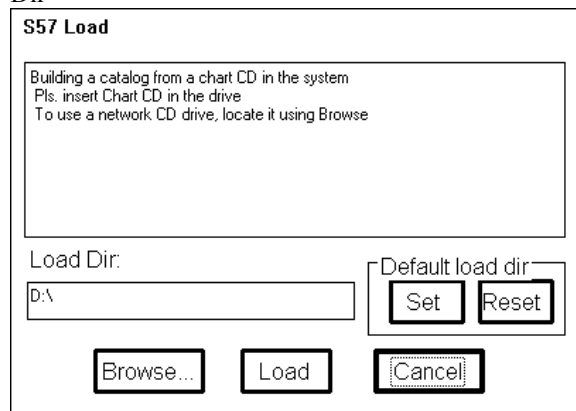 S57 Load
Building a catalog from a chart CD in the system
Pls. insert Chart CD in the drive
To use a network CD drive, locate it using Browse
Load Dir:
Default load dir
D:\
Set
Reset
Browse...
Load
Cancel